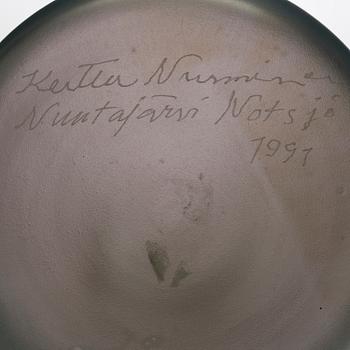 Kerttu Nurminen
Nuutajärvi Notsjö
1991